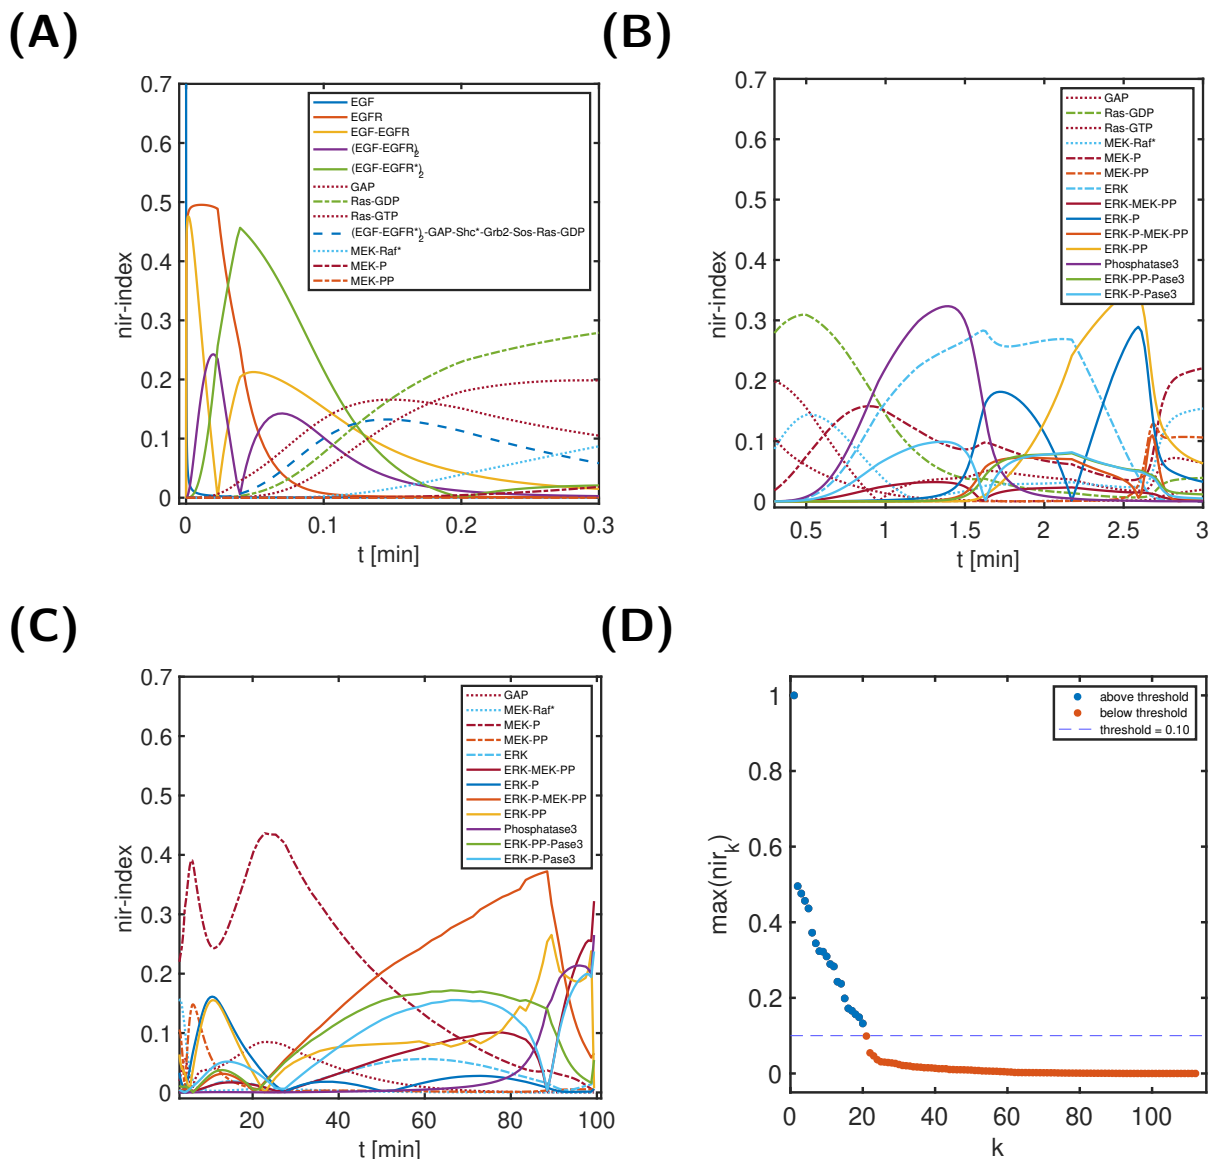 (A)
(B)
0.7
0.6
0.5
0.4
0.3
0.2
0.1
0
nir-index
0
0.1
0.2
0.3
t [min]
EGF
EGFR
EGF-EGFR
(EGF-EGFR)2
(EGF-EGFR*)2
GAP
Ras-GDP
Ras-GTP
(EGF-EGFR*)2-GAP-Shc*-Grb2-Sos-Ras-GDP
MEK-Raf*
MEK-P
MEK-PP
0.7
0.6
0.5
0.4
0.3
0.2
0.1
0
nir-index
0.5
1
1.5
2
2.5
3
t [min]
GAP
Ras-GDP
Ras-GTP
MEK-Raf*
MEK-P
MEK-PP
ERK
ERK-MEK-PP
ERK-P
ERK-P-MEK-PP
ERK-PP
Phosphatase3
ERK-PP-Pase3
ERK-P-Pase3
(C)
(D)
0.7
0.6
0.5
0.4
0.3
0.2
0.1
0
nir-index
20
40
60
80
100
t [min]
GAP
MEK-Raf*
MEK-P
MEK-PP
ERK
ERK-MEK-PP
ERK-P
ERK-P-MEK-PP
ERK-PP
Phosphatase3
ERK-PP-Pase3
ERK-P-Pase3
1
0.8
0.6
0.4
0.2
0
max(nir_k)
0
20
40
60
80
100
k
above threshold
below threshold
threshold = 0.10